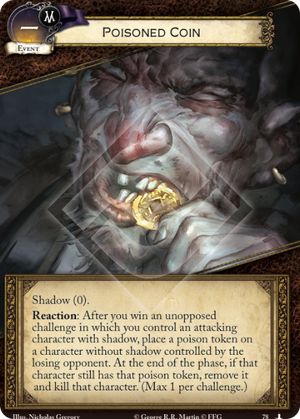 POISONED COIN
EVENT
Shadow (0).
Reaction: After you win an unopposed
challenge in which you control an attacking
character with shadow, place a poison token on
a character without shadow controlled by the
losing opponent. At the end of the phase, if that
character still has that poison token, remove it
and kill that character. (Max 1 per challenge.)
Illus. Nicholas Gregory
© George R.R. Martin © FFG
78